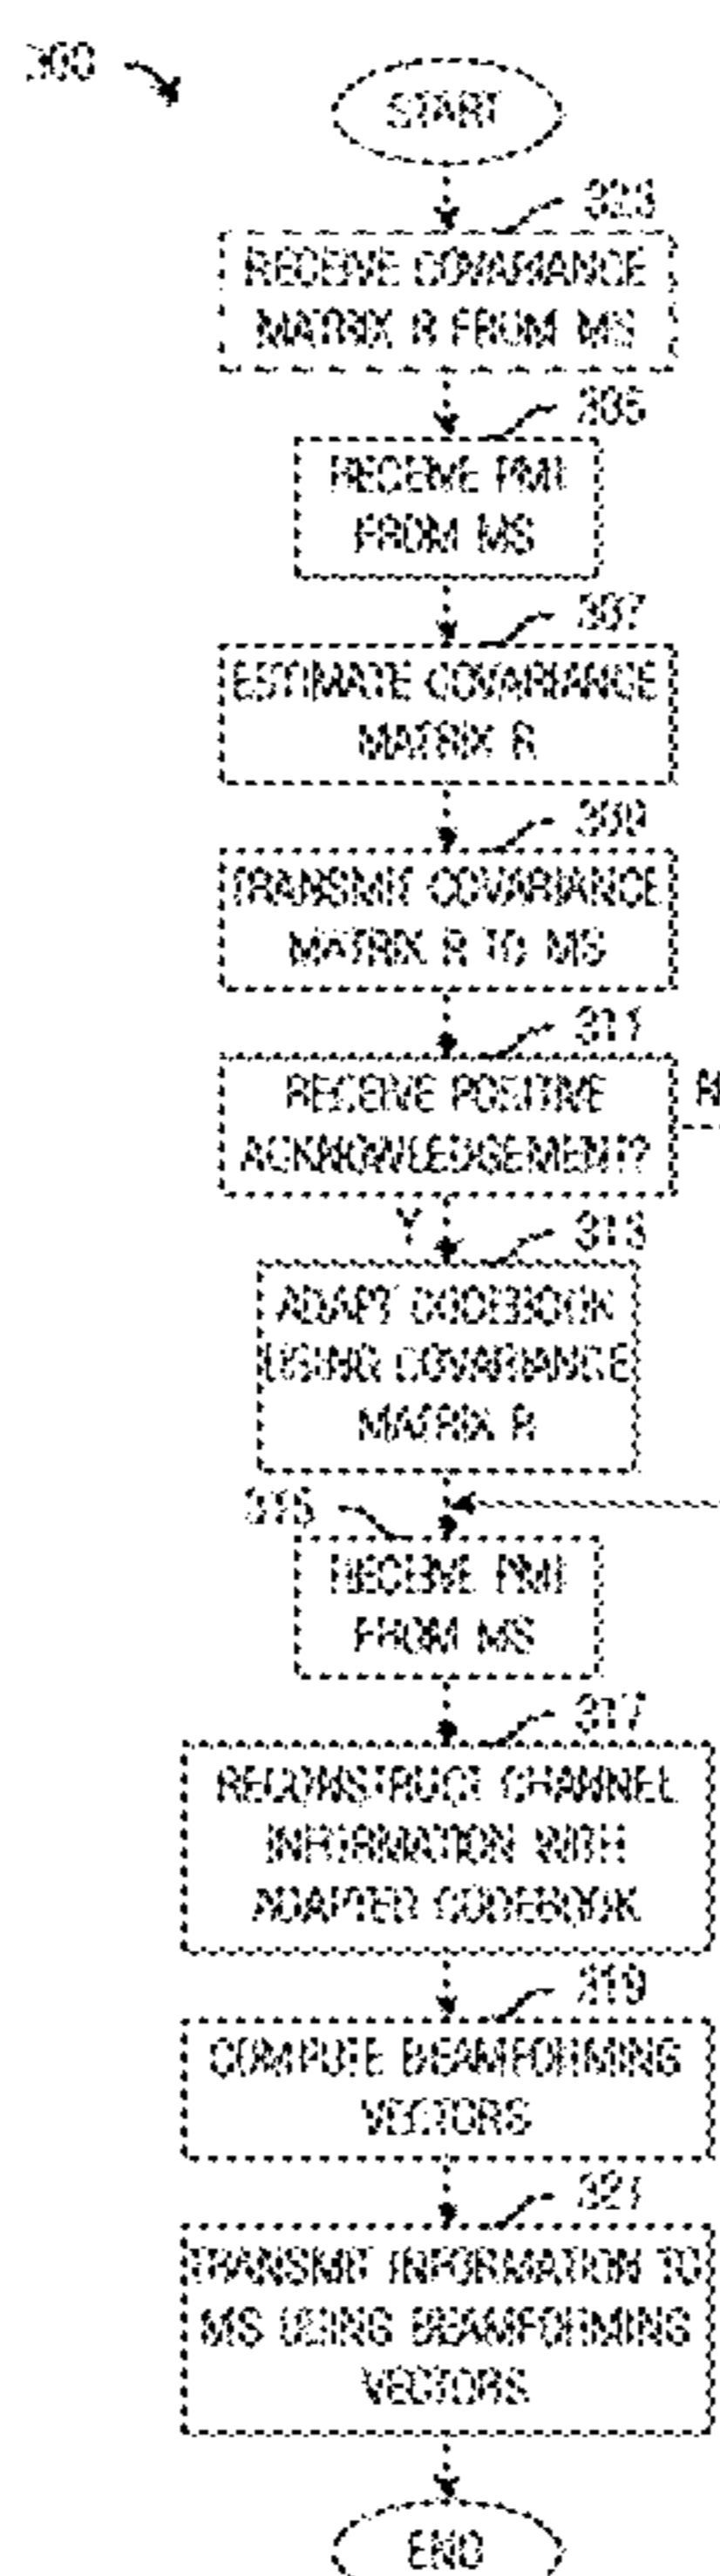 300
START
323
RECEIVE COVARIANCE
MATRIX R FROM MS
305
RECEIVE PMI
FROM MS
307
ESTIMATE COVARIANCE
MATRIX R
309
TRANSMIT COVARIANCE
MATRIX R TO MS
311
RECEIVE POSITIVE
ACKNOWLEDGEMENT?
Y
313
ADAPT CODEBOOK
USING COVARIANCE
MATRIX R
315
RECEIVE PMI
FROM MS
317
RECONSTRUCT CHANNEL
INFORMATION WITH
ADAPTED CODEBOOK
319
COMPUTE BEAMFORMING
VECTORS
321
TRANSMIT INFORMATION TO
MS USING BEAMFORMING
VECTORS
END